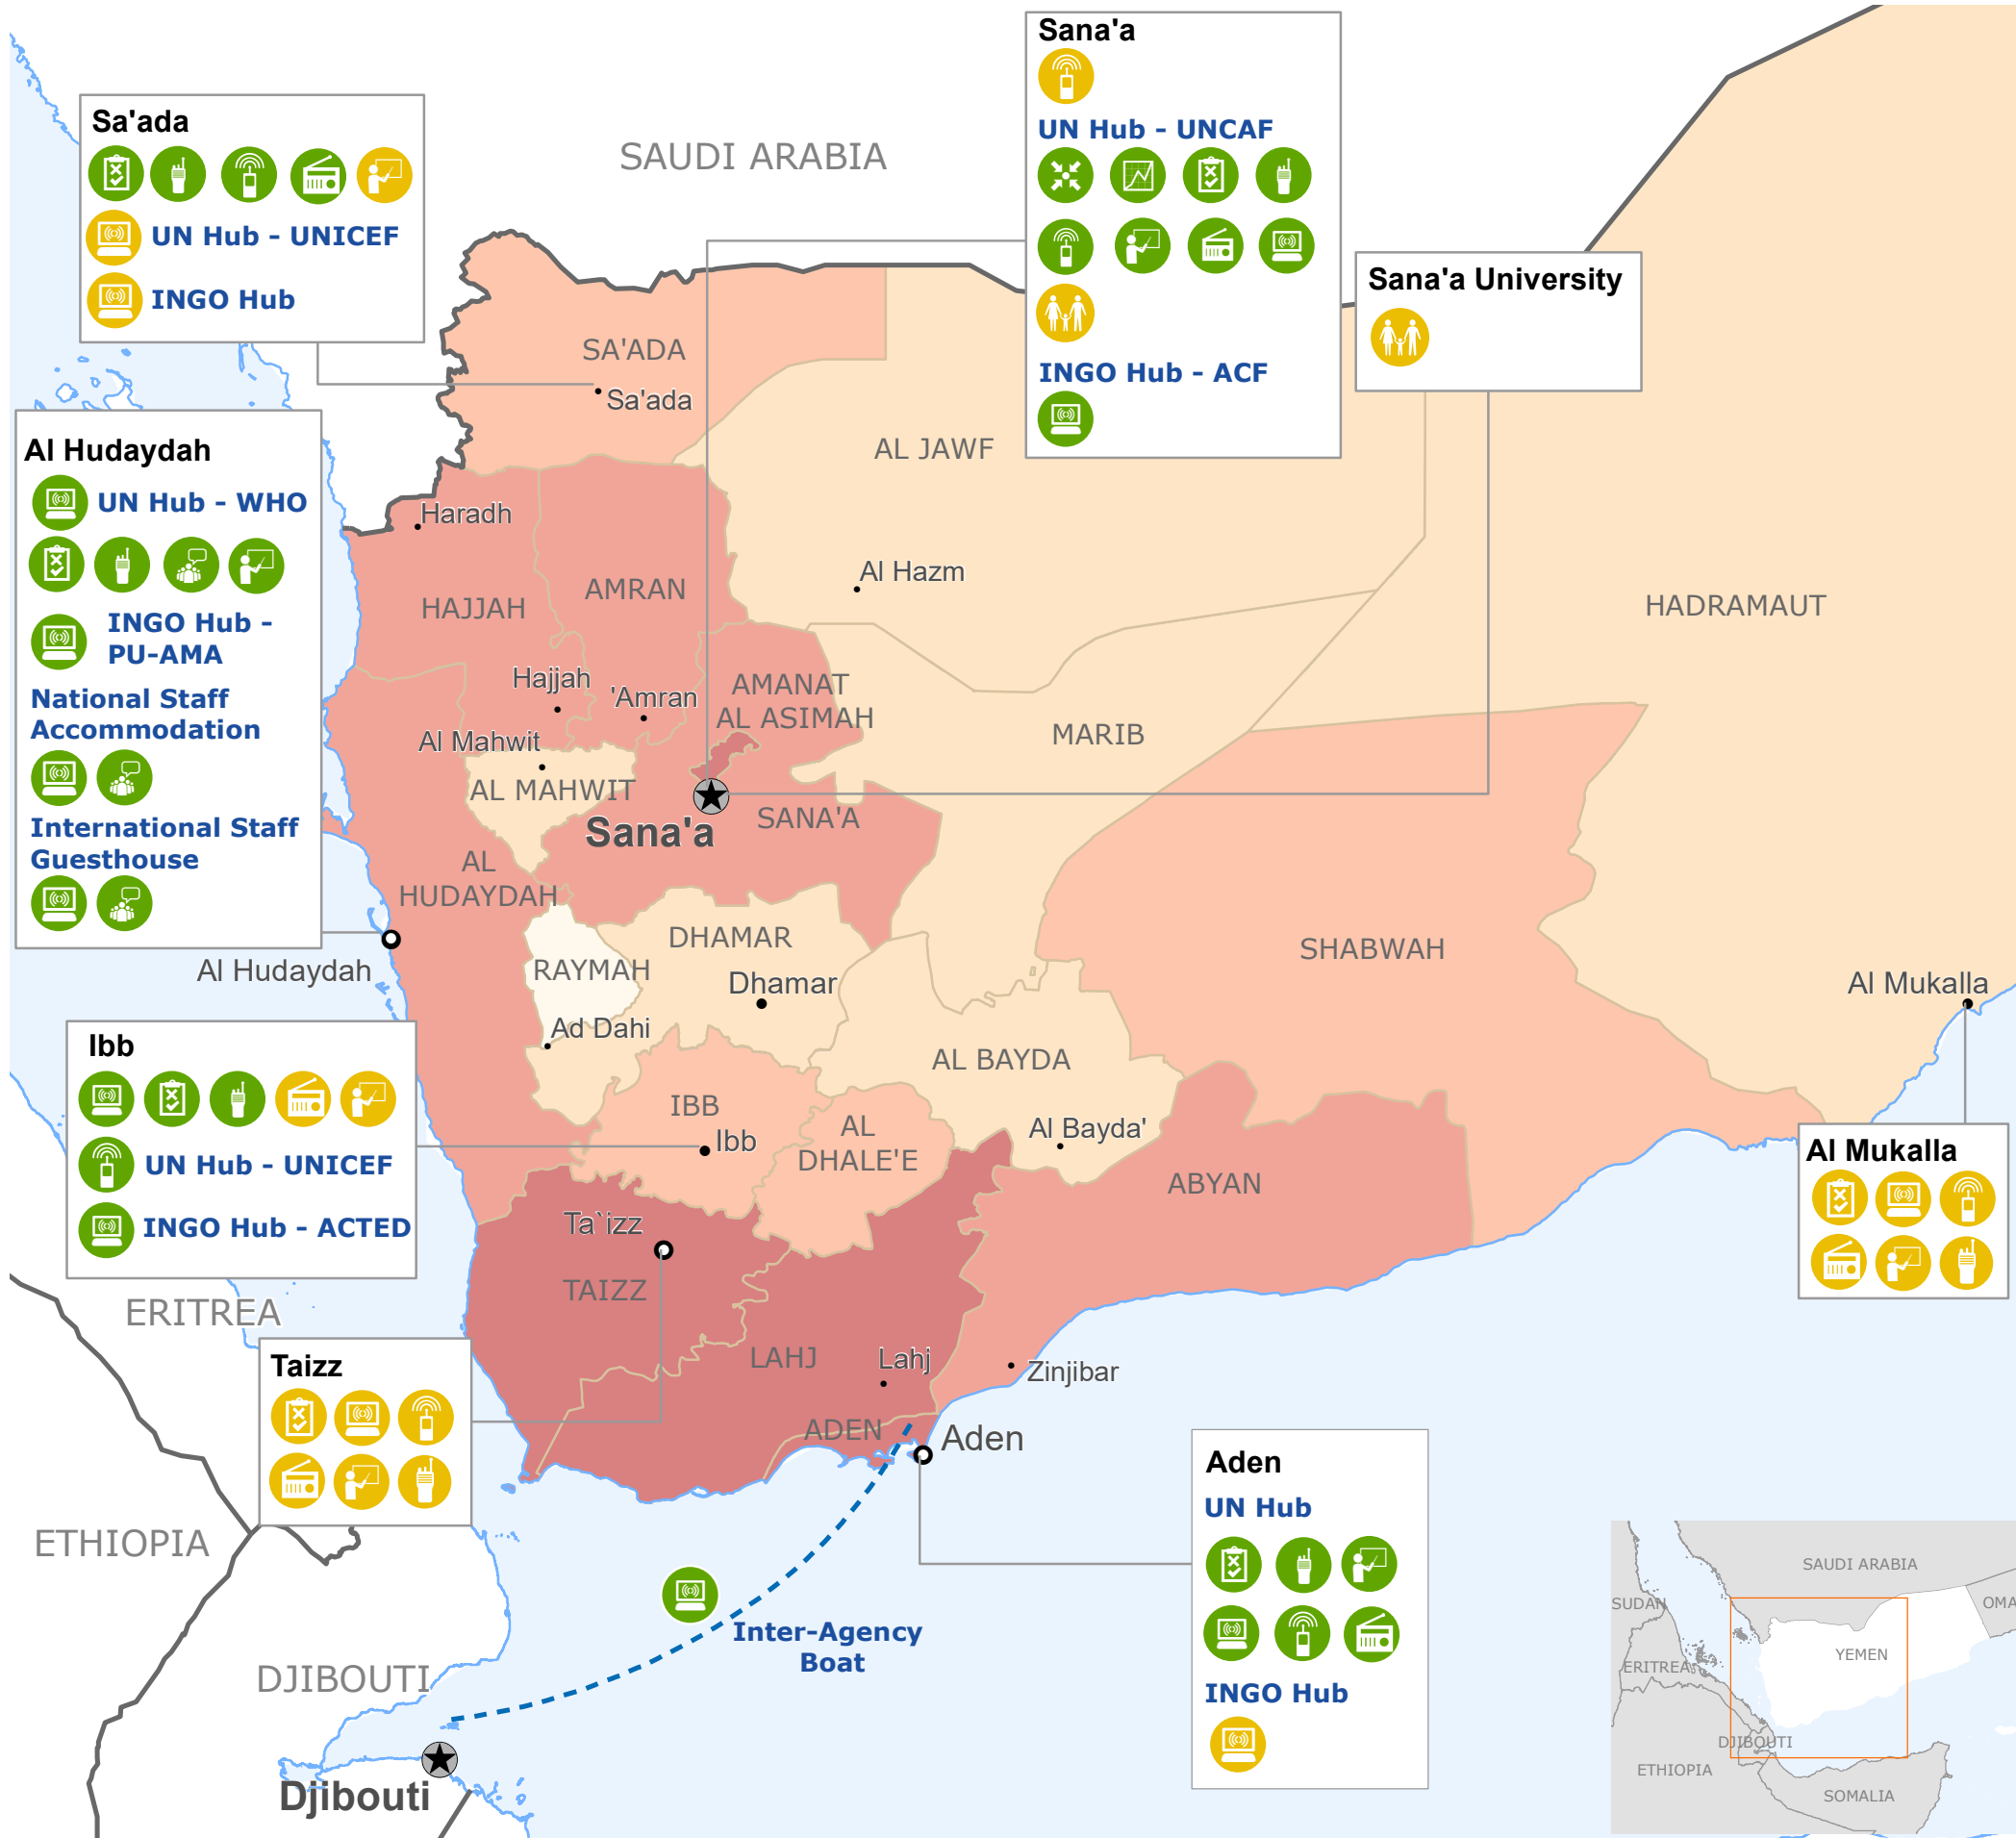 Sana'a
UN Hub - UNCAF
INGO Hub - ACF
Sa'ada
UN Hub - UNICEF
INGO Hub
SAUDI ARABIA
Sana'a University
SA'ADA
Sa'ada
Al Hudaydah
UN Hub - WHO
INGO Hub -
PU-AMA
National Staff
Accommodation
International Staff
Guesthouse
AL JAWF
Haradh
Al Hazm
AMRAN
HAJJAH
HADRAMAUT
Hajjah
'Amran
AMANAT
AL ASIMAH
MARIB
Al Mahwit
AL MAHWIT
Sana'a
SANA'A
AL
HUDAYDAH
DHAMAR
SHABWAH
RAYMAH
Al Hudaydah
Dhamar
Al Mukalla
Ad Dahi
AL BAYDA
Ibb
UN Hub - UNICEF
INGO Hub - ACTED
IBB
Ibb
AL
DHALE'E
Al Bayda'
ABYAN
Al Mukalla
Ta`izz
TAIZZ
ERITREA
Taizz
LAHJ
Lahj
Zinjibar
ADEN
Aden
Aden
UN Hub
INGO Hub
ETHIOPIA
Inter-Agency
Boat
DJIBOUTI
Djibouti
SAUDI ARABIA
SUDAN
OMA
YEMEN
ERITREA
DJIBOUTI
ETHIOPIA
SOMALIA